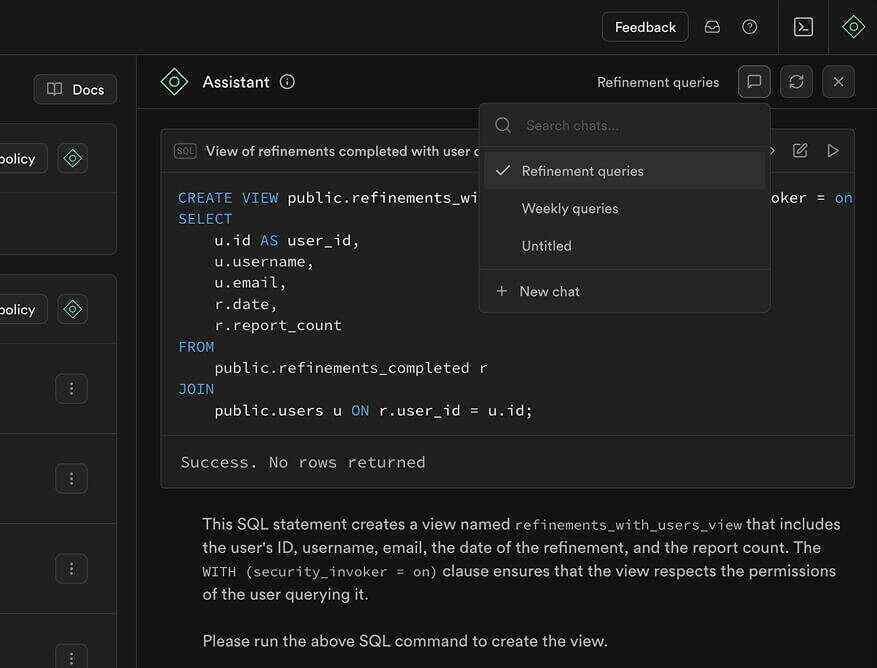 Feedback
Docs
Assistant
Refinement queries
policy
policy
SQL View of refinements completed with user
CREATE VIEW public.refinements_wi
oker = on
SELECT
u.id AS user_id,
u.username,
u.email,
r.date,
r.report_count
FROM
public.refinements_completed r
JOIN
public.users u ON r.user_id = u.id;
Search chats...
Refinement queries
Weekly queries
Untitled
+ New chat
Success. No rows returned
This SQL statement creates a view named refinements_with_users_view that includes
the user's ID, username, email, the date of the refinement, and the report count. The
WITH (security_invoker = on) clause ensures that the view respects the permissions
of the user querying it.
Please run the above SQL command to create the view.